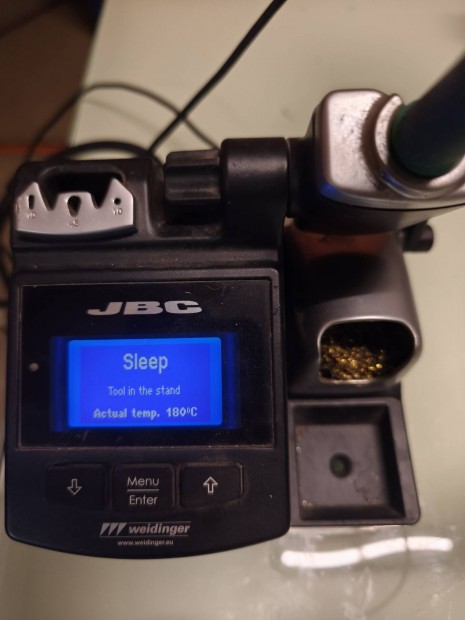 JBC
Sleep
Tool in the stand
Actual temp. 180ºC
Menu
Enter
weidinger
www.weidinger.eu